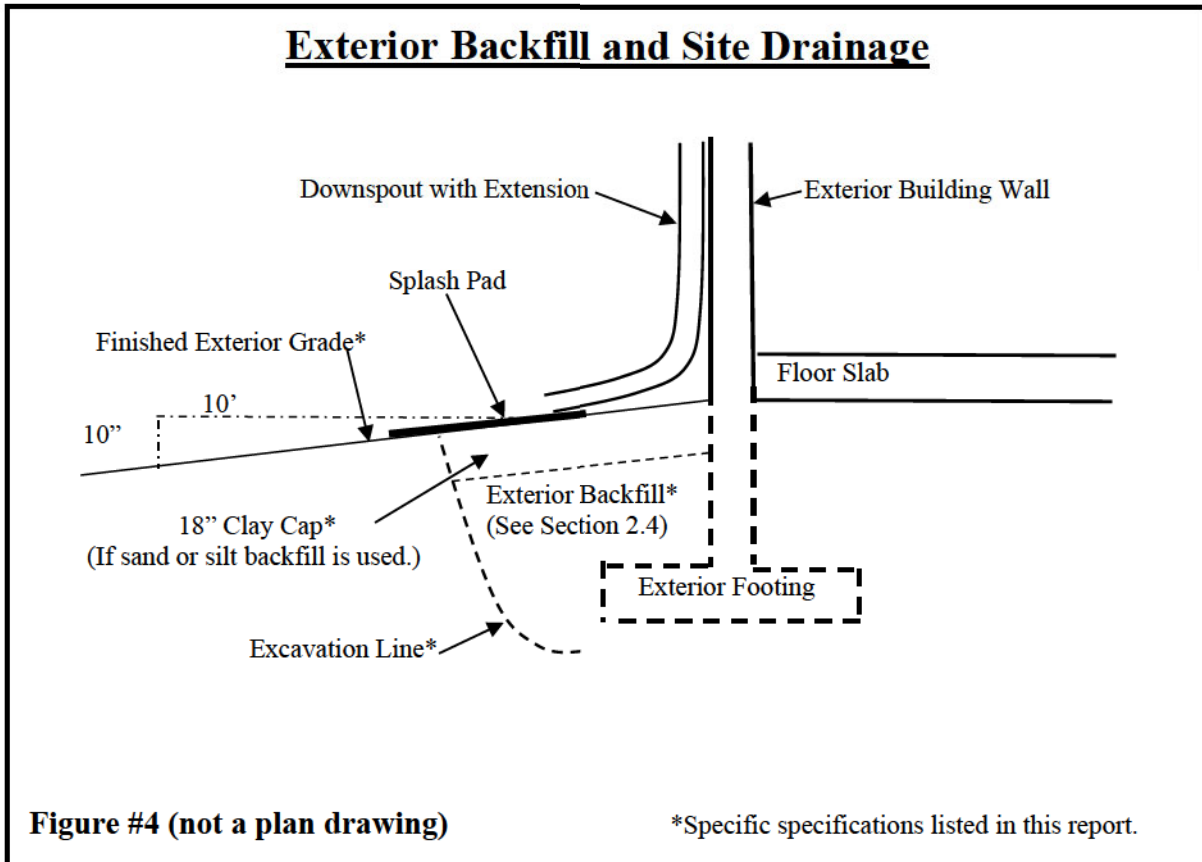 Exterior Backfill and Site Drainage
Downspout with Extension
Exterior Building Wall
Splash Pad
Finished Exterior Grade*
Floor Slab
10’
10”
Exterior Backfill*
(See Section 2.4)
18” Clay Cap*
(If sand or silt backfill is used.)
Exterior Footing
Excavation Line*
Figure #4 (not a plan drawing)
*Specific specifications listed in this report.